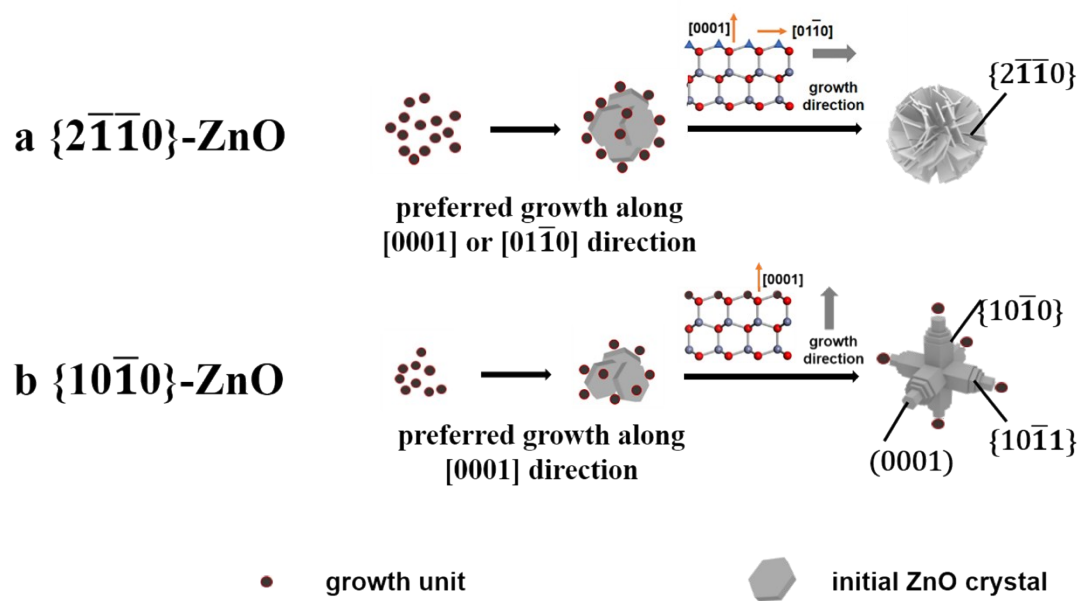 [0001]
[011̅0]
growth
direction
{21̅1̅0}
a {21̅1̅0}-ZnO
preferred growth along
[0001] or [011̅0] direction
[0001]
growth
direction
{101̅0}
b {101̅0}-ZnO
preferred growth along
[0001] direction
(0001)
{101̅1}
growth unit
initial ZnO crystal